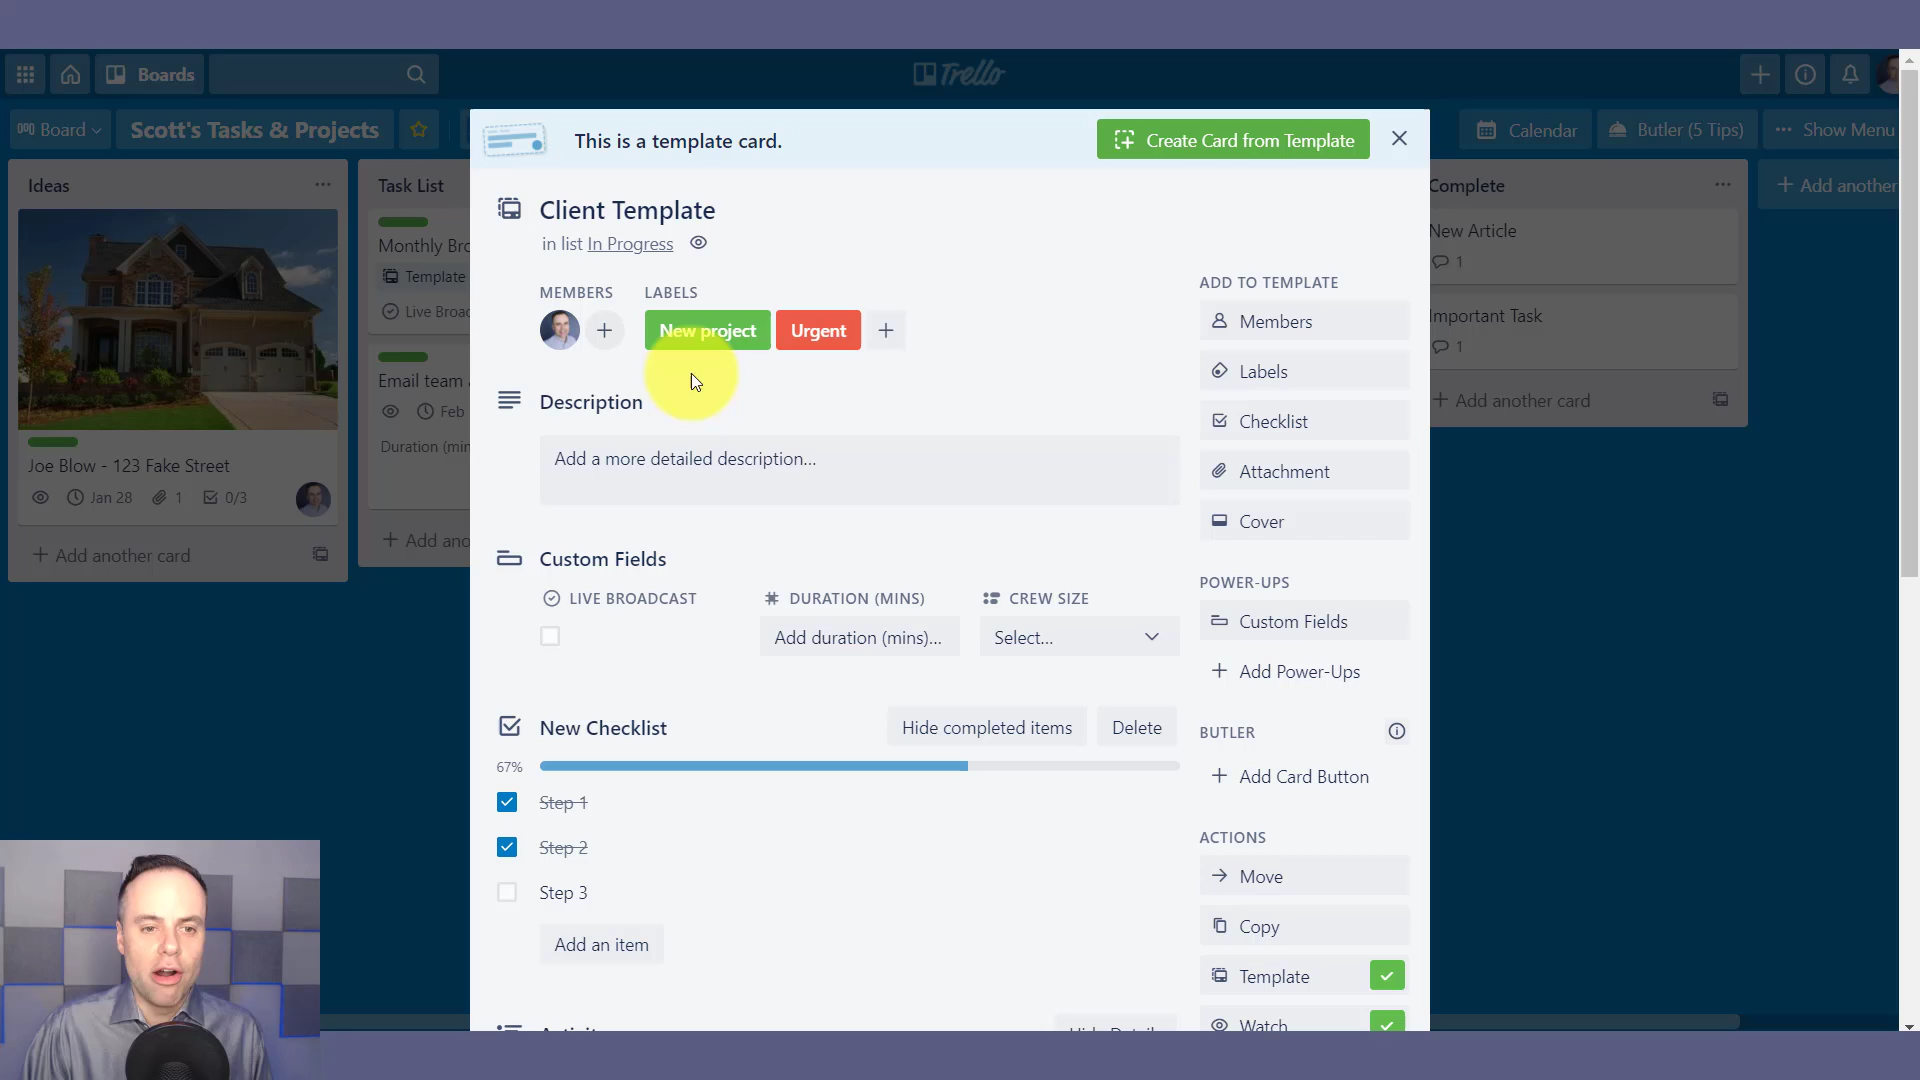 Boards
Trello
Board
Scott's Tasks & Projects
Calendar
Butler (5 Tips)
Show Menu
This is a template card.
Create Card from Template
Ideas
Joe Blow - 123 Fake Street
Jan 28
1
0/3
Add another card
Task List
Monthly Bro
Template
Live Broad
Email team
Feb
Duration (min
Add ano
Client Template
in list In Progress
MEMBERS
LABELS
New project
Urgent
Description
Add a more detailed description...
Custom Fields
LIVE BROADCAST
DURATION (MINS)
CREW SIZE
Add duration (mins)...
Select...
New Checklist
Hide completed items
Delete
67%
Step 1
Step 2
Step 3
Add an item
ADD TO TEMPLATE
Members
Labels
Checklist
Attachment
Cover
POWER-UPS
Custom Fields
Add Power-Ups
BUTLER
Add Card Button
ACTIONS
Move
Copy
Template
Watch
Complete
New Article
1
Important Task
1
Add another card
Add another